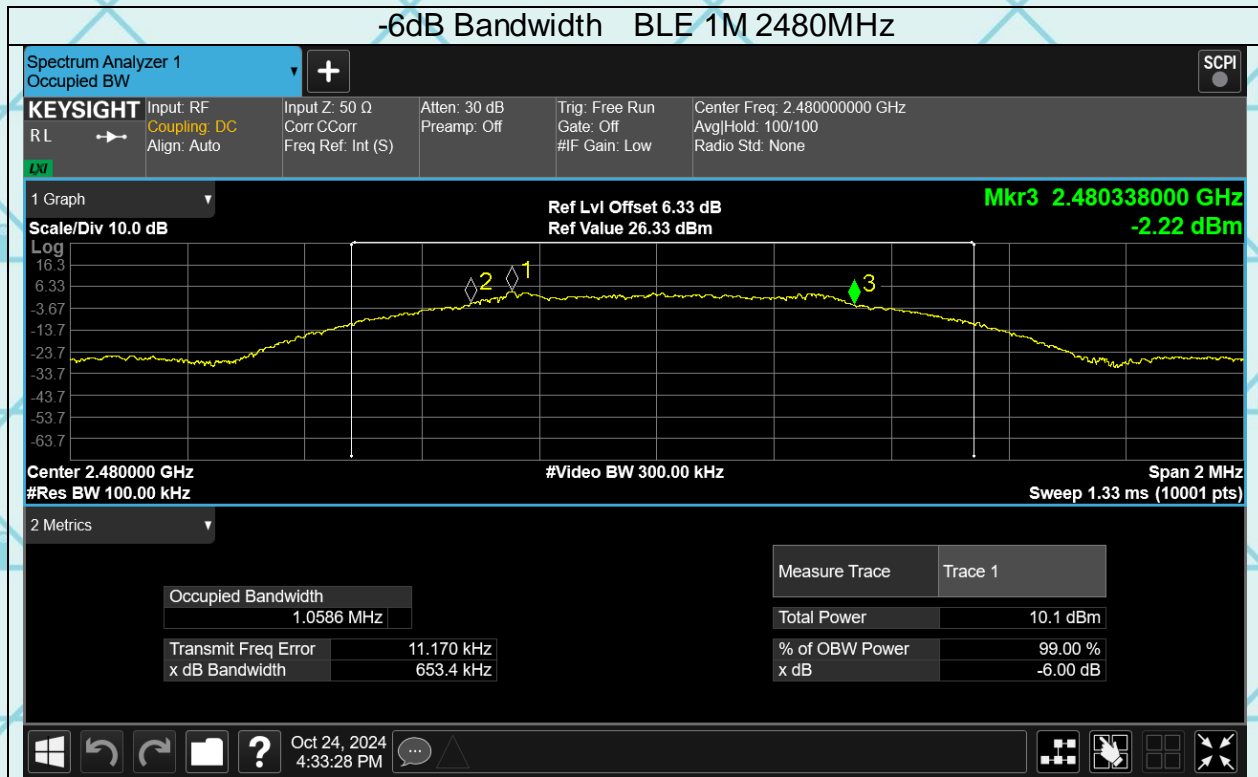 -6dB Bandwidth BLE 1M 2480MHz
Spectrum Analyzer 1
Occupied BW
SCPI
KEYSIGHT
R L
LXI
Input: RF
Coupling: DC
Align: Auto
Input Z: 50 Ω
Corr CCorr
Freq Ref: Int (S)
Atten: 30 dB
Preamp: Off
Trig: Free Run
Gate: Off
#IF Gain: Low
Center Freq: 2.480000000 GHz
Avg|Hold: 100/100
Radio Std: None
1 Graph
Scale/Div 10.0 dB
Ref Lvl Offset 6.33 dB
Ref Value 26.33 dBm
Mkr3 2.480338000 GHz
-2.22 dBm
Log
16.3
6.33
-3.67
-13.7
-23.7
-33.7
-43.7
-53.7
-63.7
2
1
3
Center 2.480000 GHz
#Video BW 300.00 kHz
Span 2 MHz
#Res BW 100.00 kHz
Sweep 1.33 ms (10001 pts)
2 Metrics
Occupied Bandwidth
1.0586 MHz
Transmit Freq Error 11.170 kHz
x dB Bandwidth 653.4 kHz
Measure Trace Trace 1
Total Power 10.1 dBm
% of OBW Power 99.00 %
x dB -6.00 dB
Oct 24, 2024
4:33:28 PM